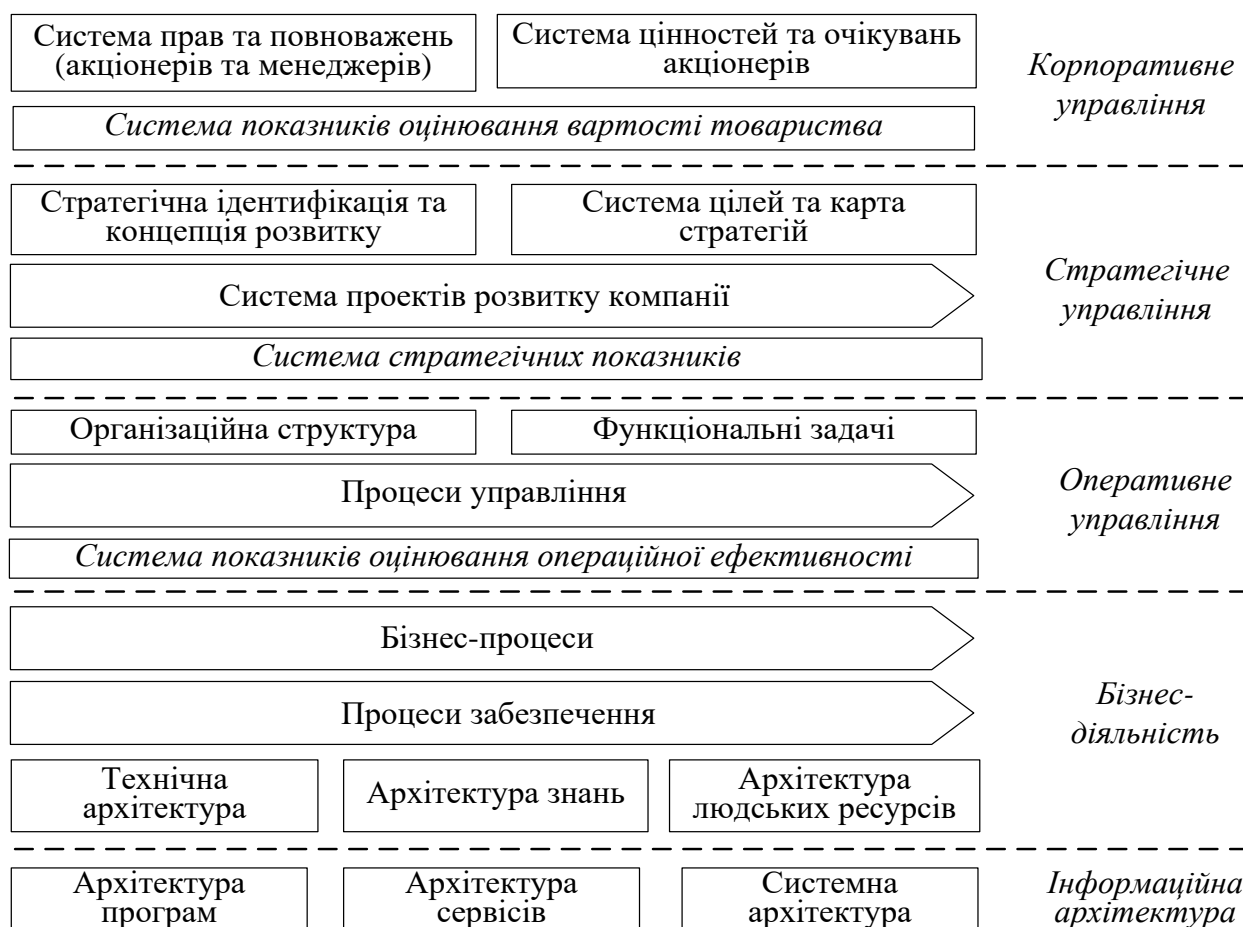 Система прав та повноважень
(акціонерів та менеджерів)
Система цінностей та очікувань
акціонерів
Система показників оцінювання вартості товариства
Корпоративне
управління
Стратегічна ідентифікація та
концепція розвитку
Система цілей та карта
стратегій
Система проектів розвитку компанії
Система стратегічних показників
Стратегічне
управління
Організаційна структура
Функціональні задачі
Процеси управління
Система показників оцінювання операційної ефективності
Оперативне
управління
Бізнес-процеси
Процеси забезпечення
Технічна
архітектура
Архітектура знань
Архітектура
людських ресурсів
Бізнес-
діяльність
Архітектура
програм
Архітектура
сервісів
Системна
архітектура
Інформаційна
архітектура